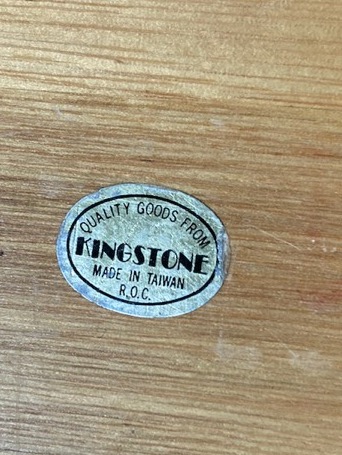 QUALITY GOODS FROM
KINGSTONE
MADE IN TAIWAN
R.O.C.